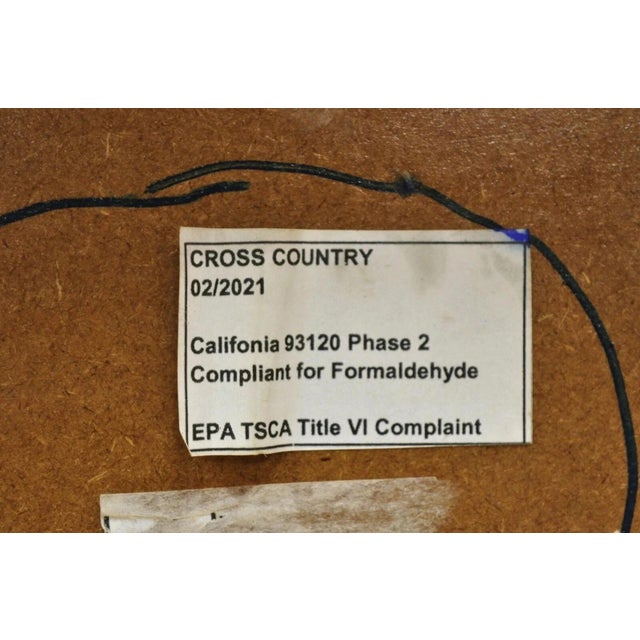 CROSS COUNTRY
02/2021
Califonia 93120 Phase 2
Compliant for Formaldehyde
EPA TSCA Title VI Complaint